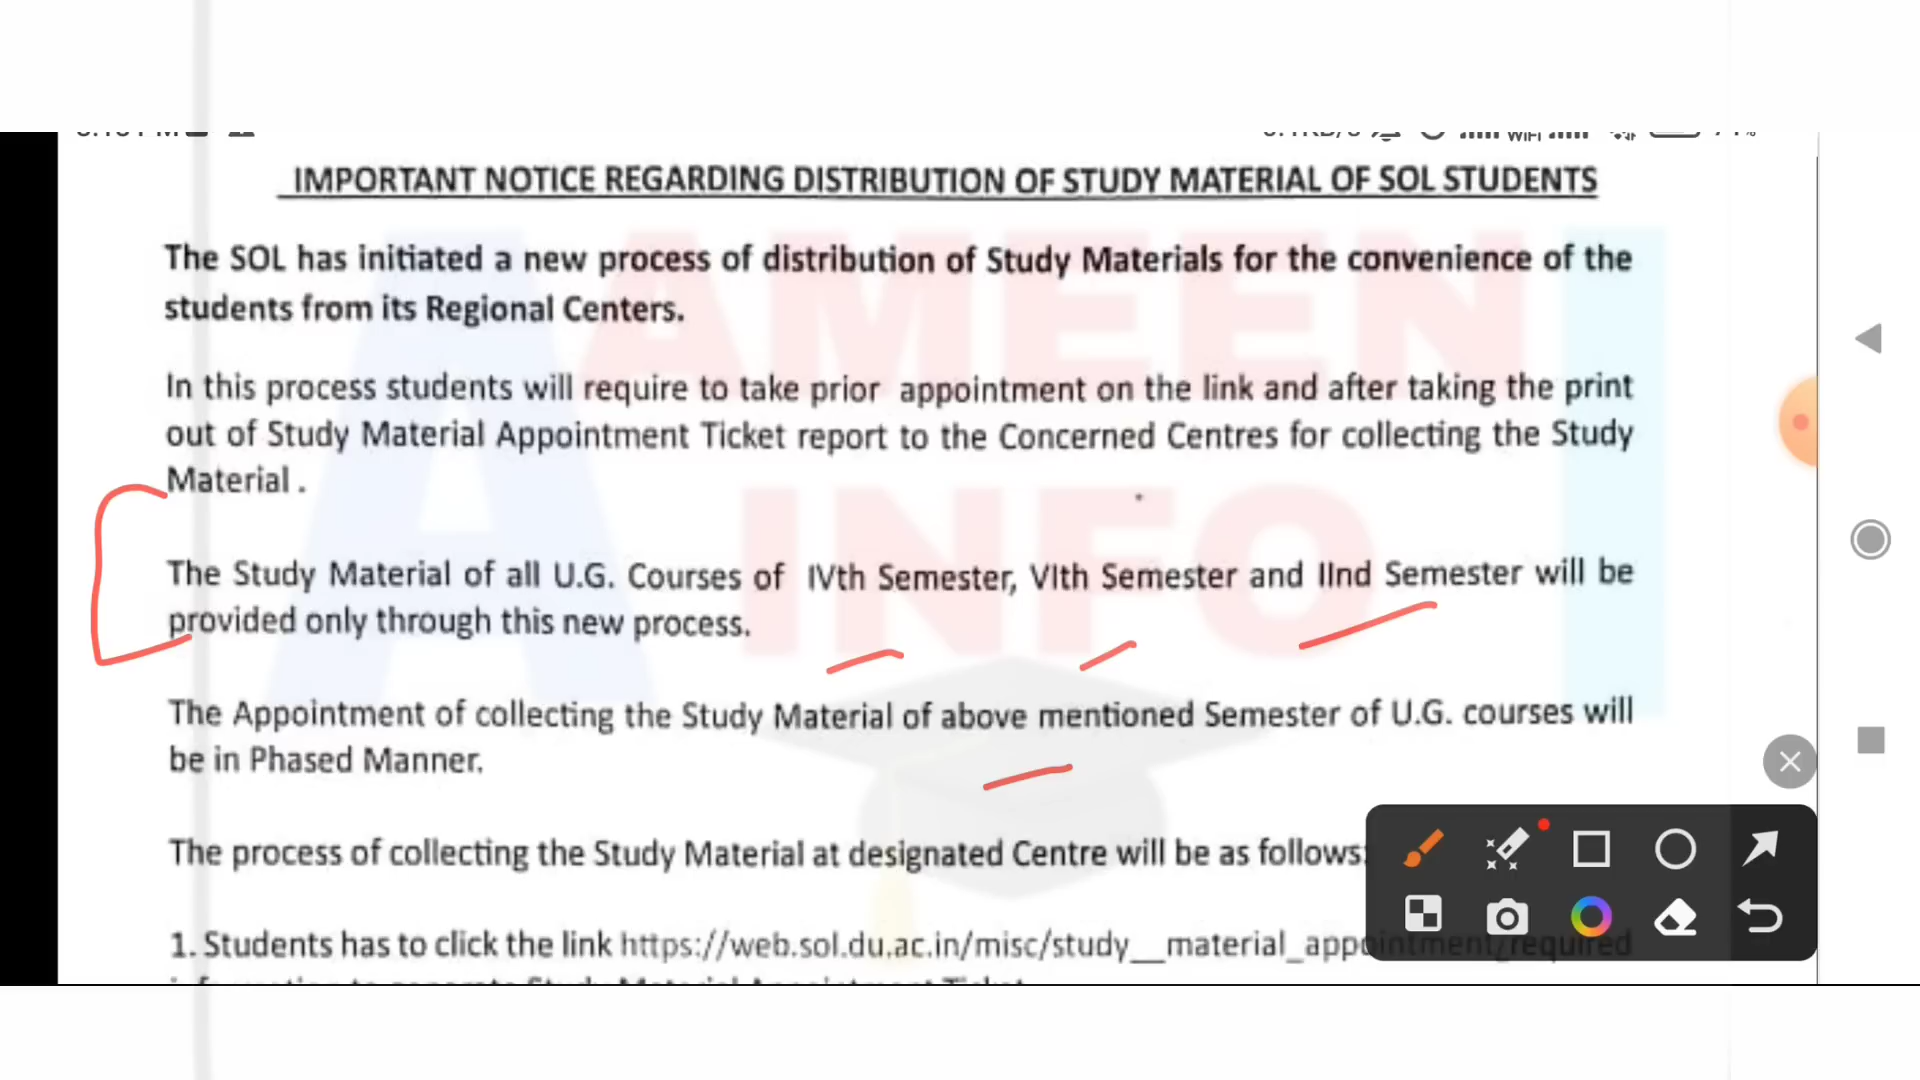 IMPORTANT NOTICE REGARDING DISTRIBUTION OF STUDY MATERIAL OF SOL STUDENTS
The SOL has initiated a new process of distribution of Study Materials for the convenience of the
students from its Regional Centers.
In this process students will require to take prior appointment on the link and after taking the print
out of Study Material Appointment Ticket report to the Concerned Centres for collecting the Study
Material .
The Study Material of all U.G. Courses of IVth Semester, VIth Semester and IInd Semester will be
provided only through this new process.
The Appointment of collecting the Study Material of above mentioned Semester of U.G. courses will
be in Phased Manner.
The process of collecting the Study Material at designated Centre will be as follows:
1. Students has to click the link https://web.sol.du.ac.in/misc/study__material_appointment/required
AMEEN
INFO